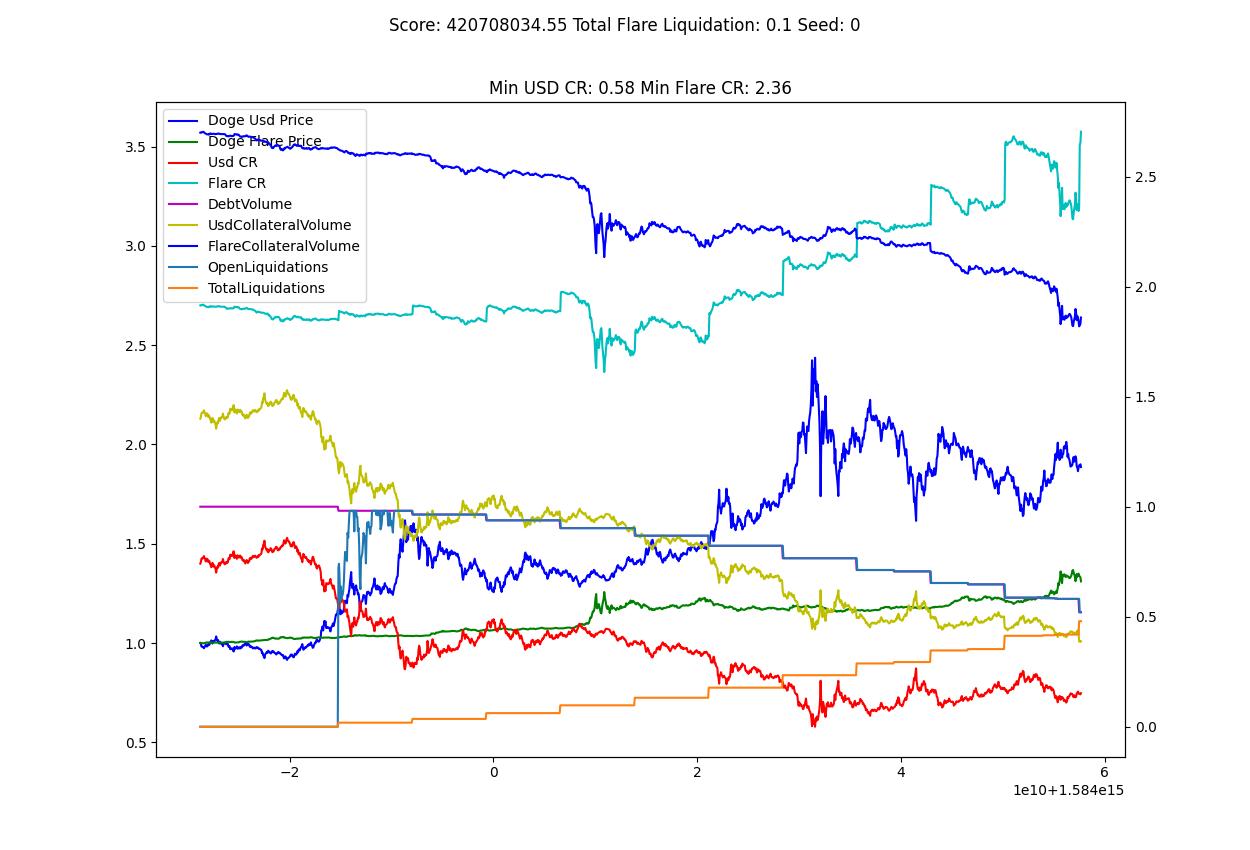 Score: 420708034.55 Total Flare Liquidation: 0.1 Seed: 0
Min USD CR: 0.58 Min Flare CR: 2.36
Doge Usd Price
Doge Flare Price
Usd CR
Flare CR
DebtVolume
UsdCollateralVolume
FlareCollateralVolume
OpenLiquidations
TotalLiquidations
3.5
3.0
2.5
2.0
1.5
1.0
0.5
2.5
2.0
1.5
1.0
0.5
0.0
−2 0 2 4 6
1e10+1.584e15